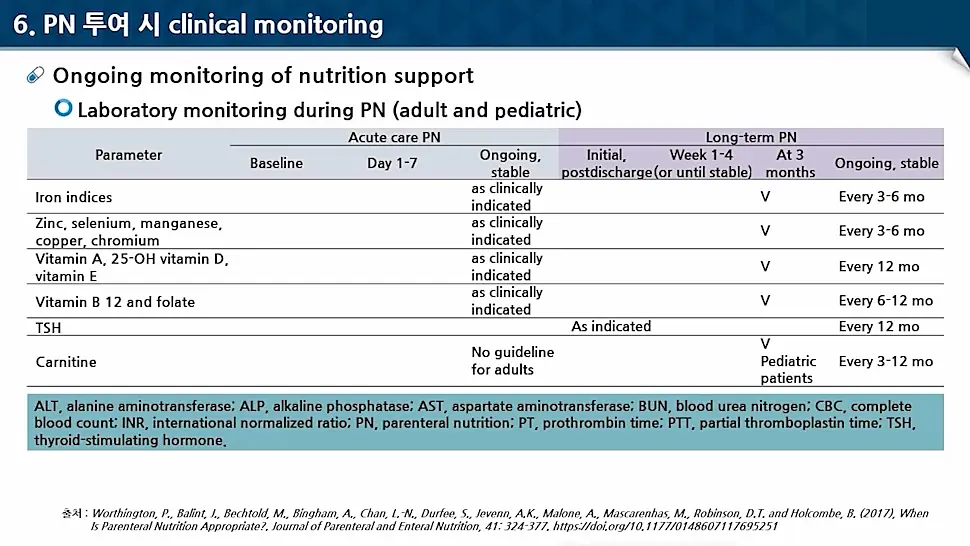 6. PN 투여 시 clinical monitoring
Ongoing monitoring of nutrition support
Laboratory monitoring during PN (adult and pediatric)
Parameter Acute care PN Long-term PN
Baseline Day 1-7 Ongoing, stable Initial, postdischarge Week 1-4 (or until stable) At 3 months Ongoing, stable
Iron indices as clinically indicated V Every 3-6 mo
Zinc, selenium, manganese, copper, chromium as clinically indicated V Every 3-6 mo
Vitamin A, 25-OH vitamin D, vitamin E as clinically indicated V Every 12 mo
Vitamin B 12 and folate as clinically indicated V Every 6-12 mo
TSH As indicated Every 12 mo
Carnitine No guideline for adults V Pediatric patients Every 3-12 mo
ALT, alanine aminotransferase; ALP, alkaline phosphatase; AST, aspartate aminotransferase; BUN, blood urea nitrogen; CBC, complete
blood count; INR, international normalized ratio; PN, parenteral nutrition; PT, prothrombin time; PTT, partial thromboplastin time; TSH,
thyroid-stimulating hormone.
출처 : Worthington, P., Balint, J., Bechtold, M., Bingham, A., Chan, L.-N., Durfee, S., Jevenn, A.K., Malone, A., Mascarenhas, M., Robinson, D.T. and Holcombe, B. (2017), When
Is Parenteral Nutrition Appropriate?. Journal of Parenteral and Enteral Nutrition, 41: 324-377. https://doi.org/10.1177/0148607117695251